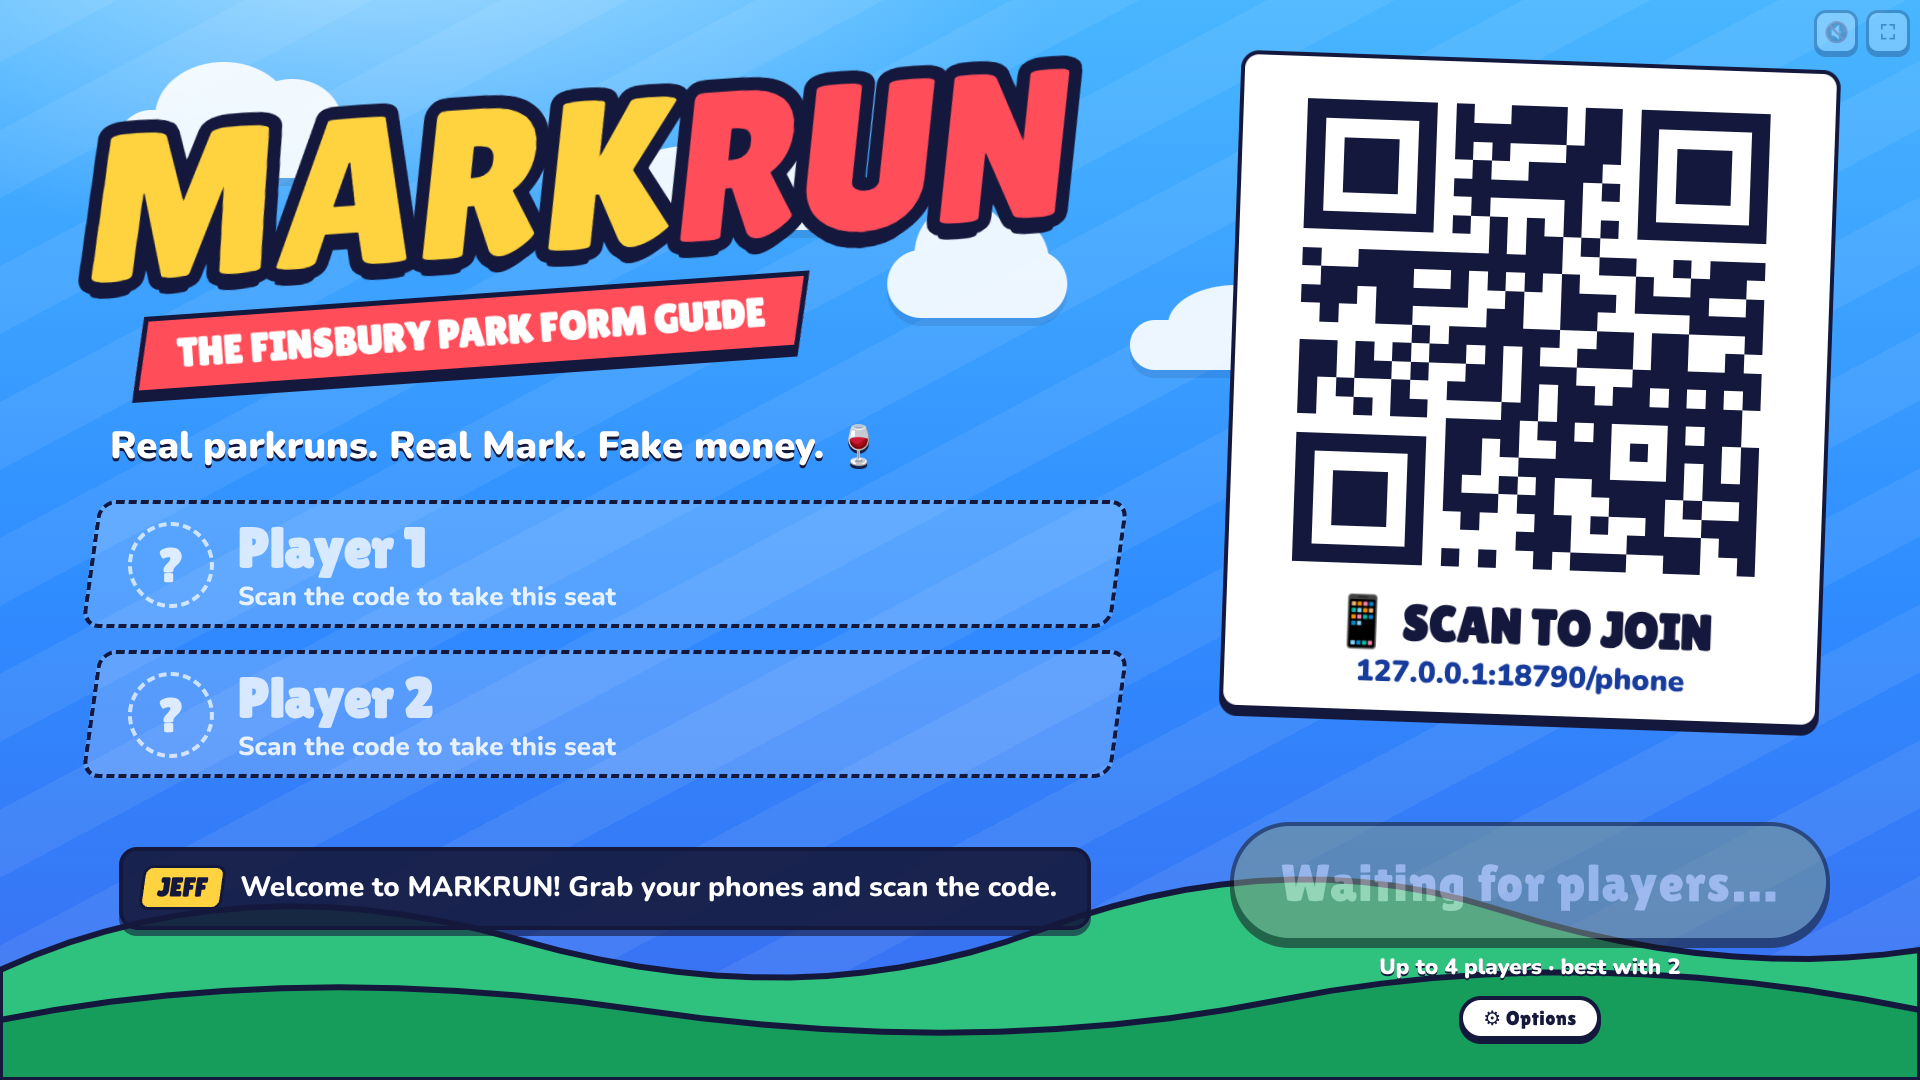 MARKRUN
THE FINSBURY PARK FORM GUIDE
Real parkruns. Real Mark. Fake money.
?
Player 1
Scan the code to take this seat
?
Player 2
Scan the code to take this seat
JEFF
Welcome to MARKRUN! Grab your phones and scan the code.
SCAN TO JOIN
127.0.0.1:18790/phone
Waiting for players...
Up to 4 players · best with 2
Options